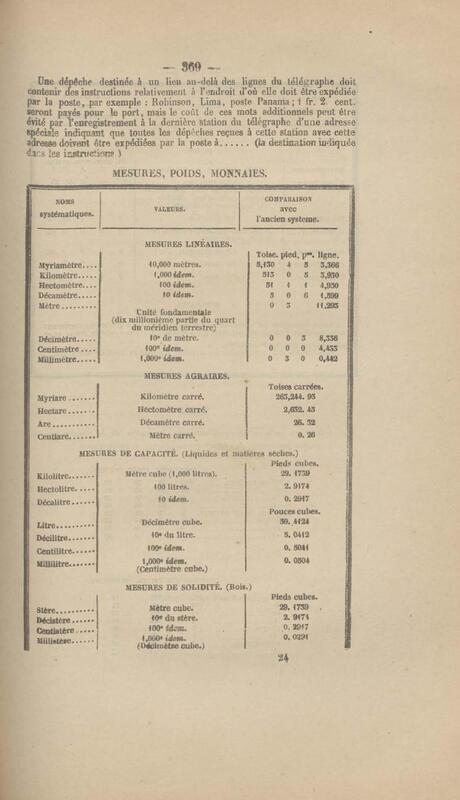 — 369 —
Une dépêche destinée à un lieu au-delà des lignes du télégraphe doit
contenir des instructions relativement à l'endroit d'où elle doit être expédiée
par la poste, par exemple : Robinson, Lima, poste Panama; 1 fr. 2 cent.
seront payés pour le port, mais le coût de ces mots additionnels peut être
évité par l'enregistrement à la dernière station du télégraphe d'une adresse
spéciale indiquant que toutes les dépêches reçues à cette station avec cette
adresse doivent être expédiées par la poste à...... (la destination indiquée
dans les instructions)
MESURES, POIDS, MONNAIES.
NOMS systématiques. VALEURS. COMPARAISON avec l'ancien systeme.
MESURES LINÉAIRES.
Toise. pied. pce. ligne.
Myriamètre.... 10,000 mètres. 5,130 4 5 3,366
Kilomètre..... 1,000 idem. 513 0 5 3,930
Hectomètre.... 100 idem. 51 1 1 4,930
Décamètre..... 10 idem. 5 0 6 1,899
Mètre......... 0 3 11,295
Unité fondamentale
(dix millionième partie du quart
du méridien terrestre)
Décimètre..... 10e de mètre. 0 0 3 8,336
Centimètre.... 100e idem. 0 0 0 4,433
Millimètre..... 1,000e idem. 0 3 0 0,442
MESURES AGRAIRES.
Toises carrées.
Myriare....... Kilomètre carré. 263,244. 93
Hectare....... Hectomètre carré. 2,632. 45
Are........... Décamètre carré. 26. 32
Centiare....... Mètre carré. 0. 26
MESURES DE CAPACITÉ. (Liquides et matières sèches.)
Pieds cubes.
Kilolitre....... Mètre cube (1,000 litres). 29. 1739
Hectolitre..... 100 litres. 2. 9174
Décalitre...... 10 idem. 0. 2917
Pouces cubes.
Litre.......... Décimètre cube. 50. 4124
Décilitre....... 10e du litre. 5. 0412
Centilitre...... 100e idem. 0. 5041
Millilitre....... 1,000e idem. 0. 0504
(Centimètre cube.)
MESURES DE SOLIDITÉ. (Bois.)
Pieds cubes.
Stère.......... Mètre cube. 29. 1739
Décistère....... 10e du stère. 2. 9174
Centistère...... 100e idem. 0. 2917
Milistèse....... 1,000e idem. 0. 0291
(Décimètse cube.)
24